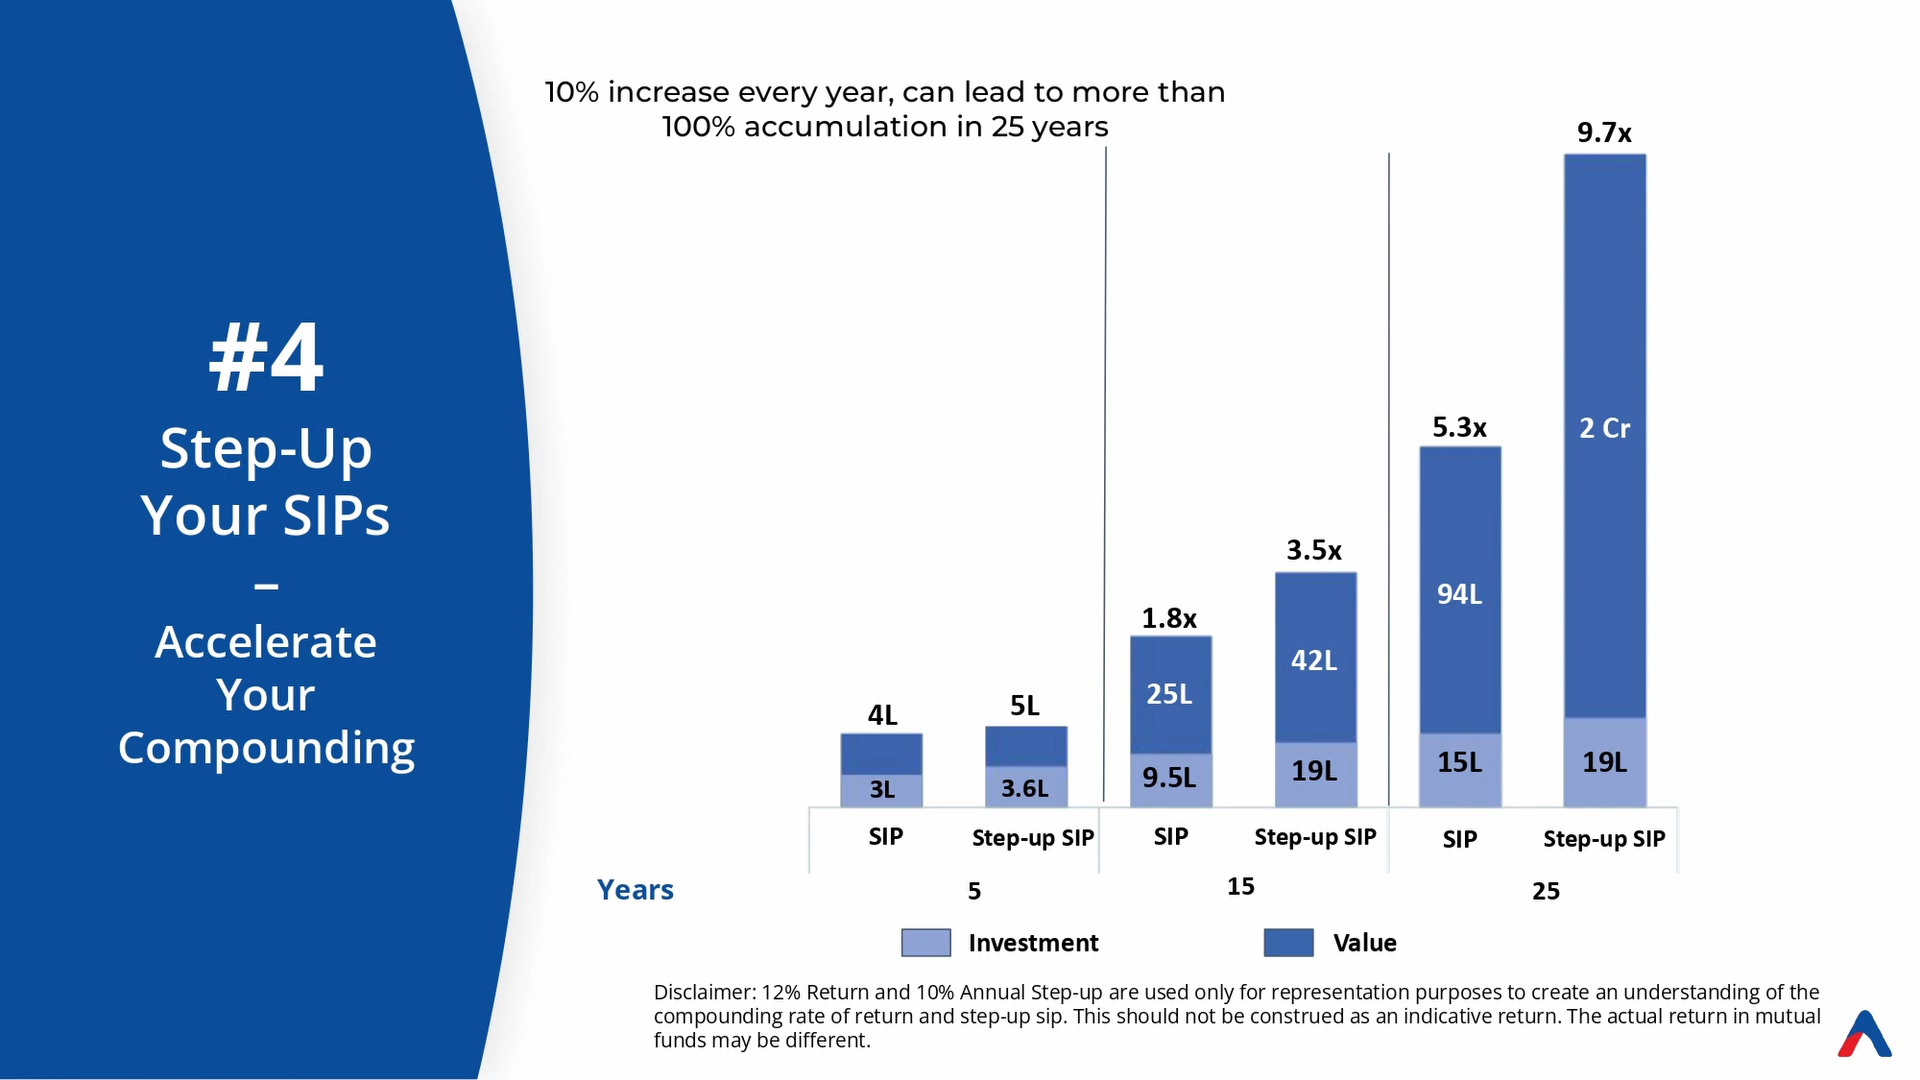 #4
Step-Up
Your SIPs
–
Accelerate
Your
Compounding
10% increase every year, can lead to more than
100% accumulation in 25 years
4L
3L
5L
3.6L
1.8x
25L
9.5L
3.5x
42L
19L
5.3x
94L
15L
9.7x
2 Cr
19L
SIP
Step-up SIP
SIP
Step-up SIP
SIP
Step-up SIP
Years
5
15
25
Investment
Value
Disclaimer: 12% Return and 10% Annual Step-up are used only for representation purposes to create an understanding of the
compounding rate of return and step-up sip. This should not be construed as an indicative return. The actual return in mutual
funds may be different.